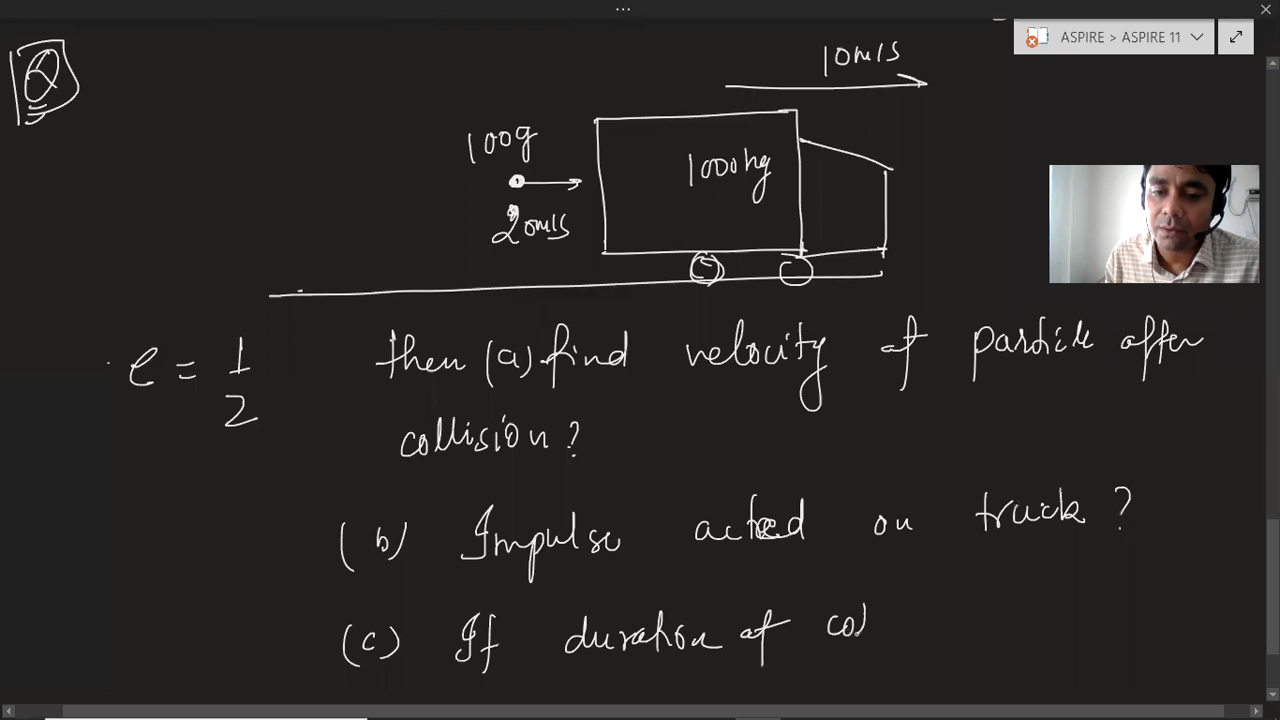 ASPIRE > ASPIRE 11
Q
10m/s
100g
1000kg
20m/s
e = 1/2 then (a) find velocity of particle after
collision?
(b) Impulse acted on truck?
(c) If duration of col